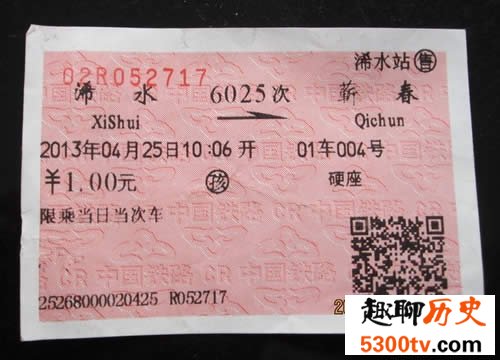 浠水站售
02R052717
浠水 6025次 蕲春
XiShui Qichun
2013年04月25日10:06开 01车004号
¥1.00元 孩 硬座
限乘当日当次车
25268000020425 R052717
趣聊历史
5300tv.com